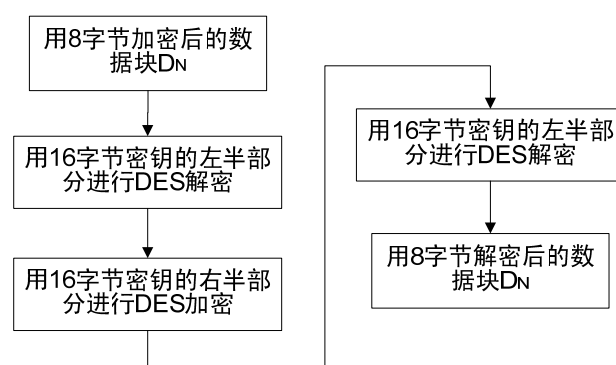 用8字节加密后的数
据块DN
用16字节密钥的左半部
分进行DES解密
用16字节密钥的右半部
分进行DES加密
用16字节密钥的左半部
分进行DES解密
用8字节解密后的数
据块DN